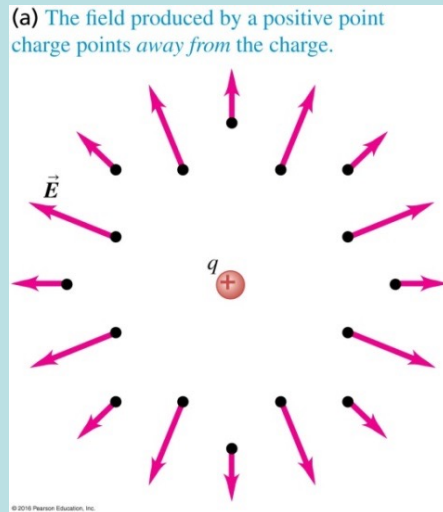 (a) The field produced by a positive point
charge points away from the charge.
E
q
+
© 2016 Pearson Education, Inc.